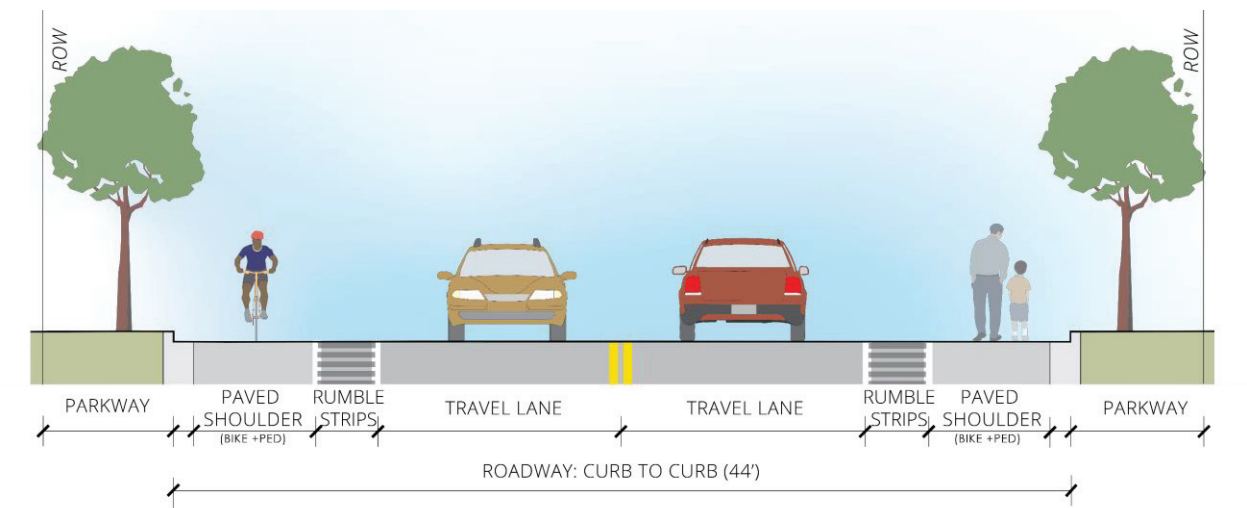 ROW
ROW
PARKWAY
PAVED
SHOULDER
(BIKE +PED)
RUMBLE
STRIPS
TRAVEL LANE
TRAVEL LANE
RUMBLE
STRIPS
PAVED
SHOULDER
(BIKE +PED)
PARKWAY
ROADWAY: CURB TO CURB (44')